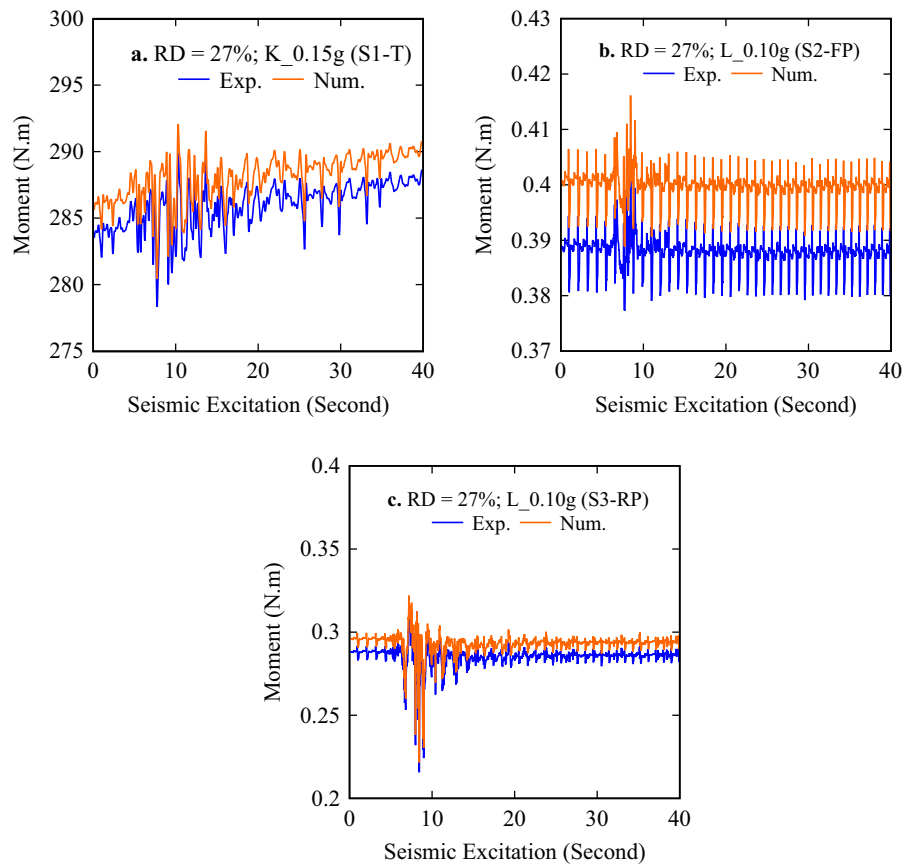 a. RD = 27%; K_0.15g (S1-T)
Exp. Num.
300
295
290
285
280
275
Moment (N.m)
0 10 20 30 40
Seismic Excitation (Second)
b. RD = 27%; L_0.10g (S2-FP)
Exp. Num.
0.43
0.42
0.41
0.4
0.39
0.38
0.37
Moment (N.m)
0 10 20 30 40
Seismic Excitation (Second)
c. RD = 27%; L_0.10g (S3-RP)
Exp. Num.
0.4
0.35
0.3
0.25
0.2
Moment (N.m)
0 10 20 30 40
Seismic Excitation (Second)